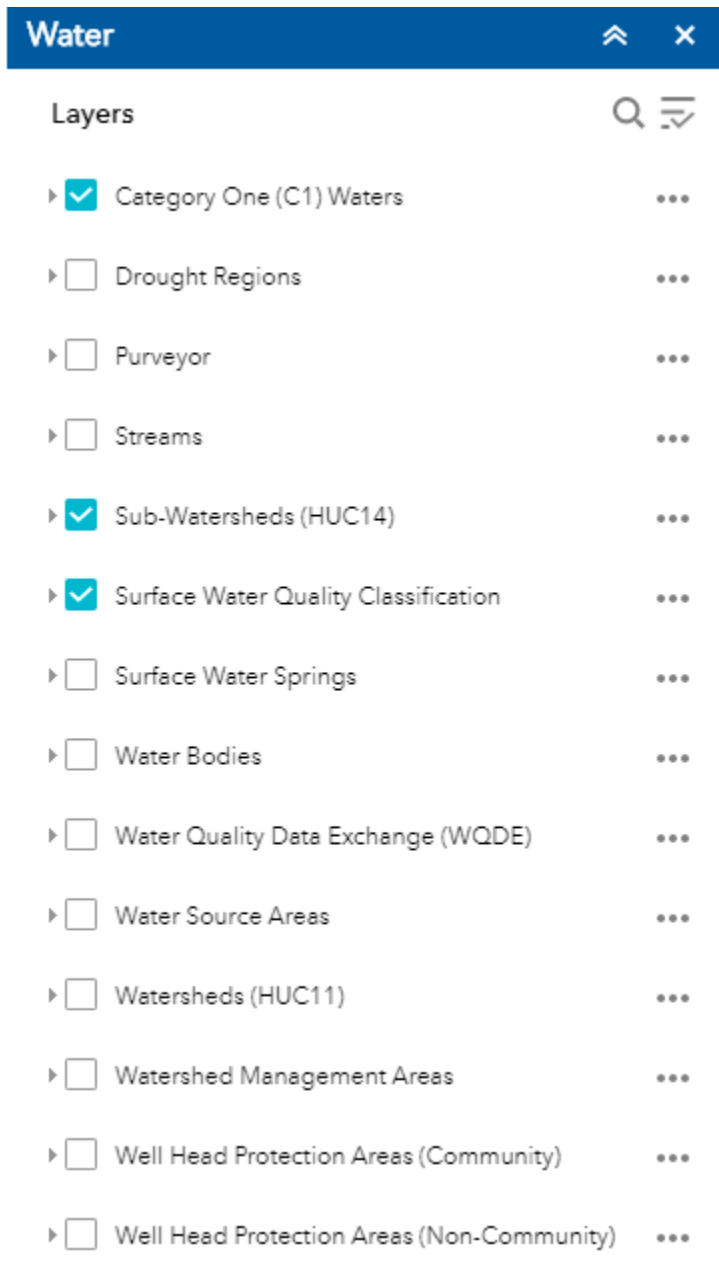 Water
Layers
Category One (C1) Waters
Drought Regions
Purveyor
Streams
Sub-Watersheds (HUC14)
Surface Water Quality Classification
Surface Water Springs
Water Bodies
Water Quality Data Exchange (WQDE)
Water Source Areas
Watersheds (HUC11)
Watershed Management Areas
Well Head Protection Areas (Community)
Well Head Protection Areas (Non-Community)